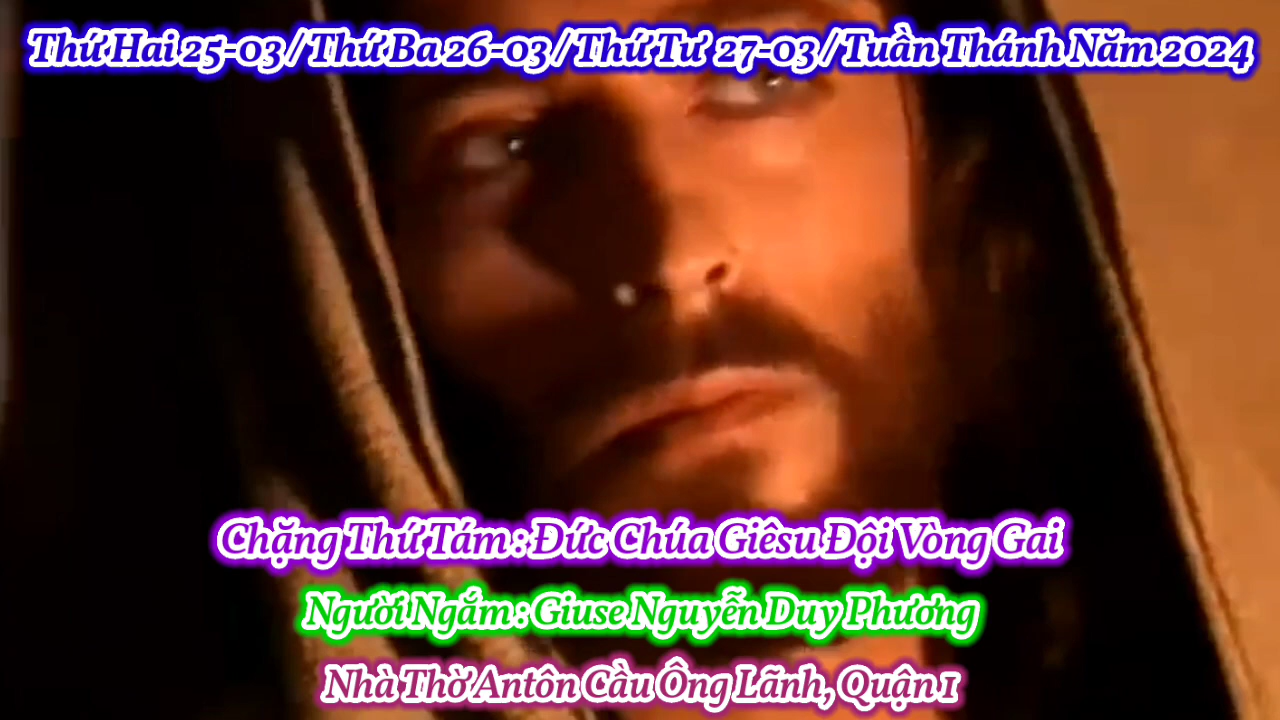 Thứ Hai 25-03 / Thứ Ba 26-03 / Thứ Tư 27-03 / Tuần Thánh Năm 2024
Chặng Thứ Tám : Đức Chúa Giêsu Đội Vòng Gai
Người Ngắm : Giuse Nguyễn Duy Phương
Nhà Thờ Antôn Cầu Ông Lãnh, Quận 1